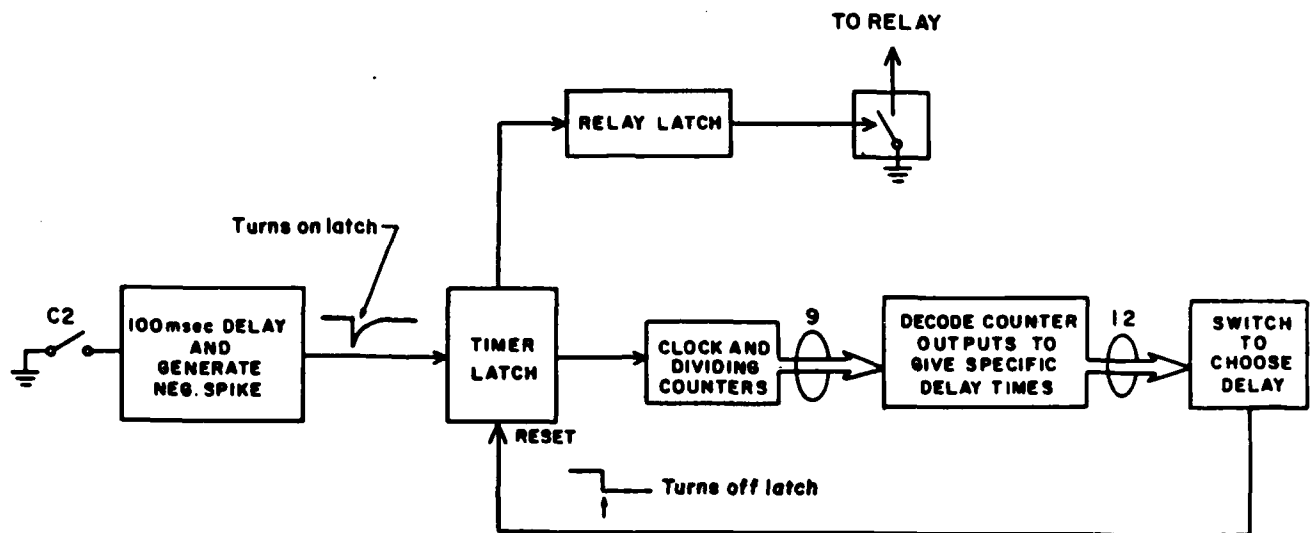 TO RELAY
RELAY LATCH
Turns on latch
C2
100msec DELAY
AND
GENERATE
NEG. SPIKE
TIMER
LATCH
CLOCK AND
DIVIDING
COUNTERS
9
DECODE COUNTER
OUTPUTS TO
GIVE SPECIFIC
DELAY TIMES
12
SWITCH
TO
CHOOSE
DELAY
RESET
Turns off latch